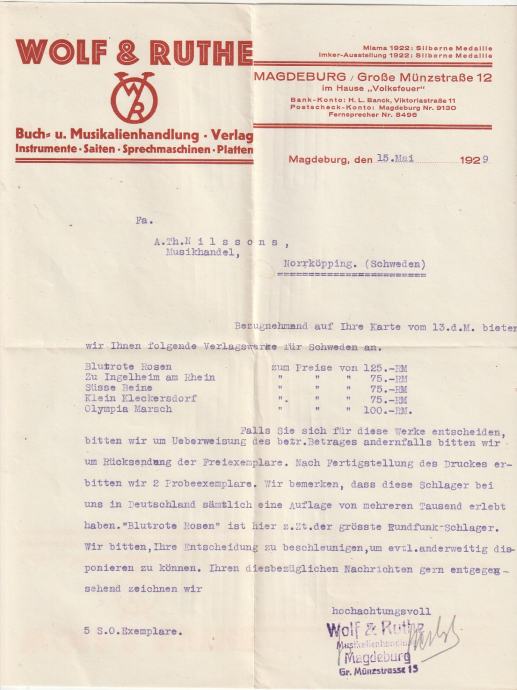 WOLF & RUTHE
WR
Buch- u. Musikalienhandlung · Verlag
Instrumente · Saiten · Sprechmaschinen · Platten
Miama 1922: Silberne Medaille
Imker-Ausstellung 1922: Silberne Medaille
MAGDEBURG / Große Münzstraße 12
im Hause „Volksfeuer"
Bank-Konto: H. L. Banck, Viktoriastraße 11
Postscheck-Konto: Magdeburg Nr. 9130
Fernsprecher Nr. 8496
Magdeburg, den 15.Mai 1929
Fa.
A.Th.Nilssons,
Musikhandel,
Norrköpping. (Schweden)
Bezugnehmend auf Ihre Karte vom 13.d.M. bieten
wir Ihnen folgende Verlagswerke für Schweden an.
Blutrote Rosen zum Preise von 125.-RM
Zu Ingelheim am Rhein " " " 75.-RM
Süsse Beine " " " 75.-RM
Klein Kleckersdorf ". " " 75.-RM
Olympia Marsch " " " 100.-RM.
Falls Sie sich für diese Werke entscheiden,
bitten wir um Ueberweisung des betr.Betrages andernfalls bitten wir
um Rücksendung der Freiexemplare. Nach Fertigstellung des Druckes er-
bitten wir 2 Probeexemplare. Wir bemerken, dass diese Schlager bei
uns in Deutschland sämtlich eine Auflage von mehreren Tausend erlebt
haben."Blutrote Rosen" ist hier z.Zt.der grösste Rundfunk-Schlager.
Wir bitten,Ihre Entscheidung zu beschleunigen,um evtl.anderweitig dis-
ponieren zu können. Ihren diesbezüglichen Nachrichten gern entgegen-
sehend zeichnen wir
hochachtungsvoll
5 S.O.Exemplare.
Wolf & Ruthe
Musikalienhandlung
Magdeburg
Gr. Münzstrasse 15